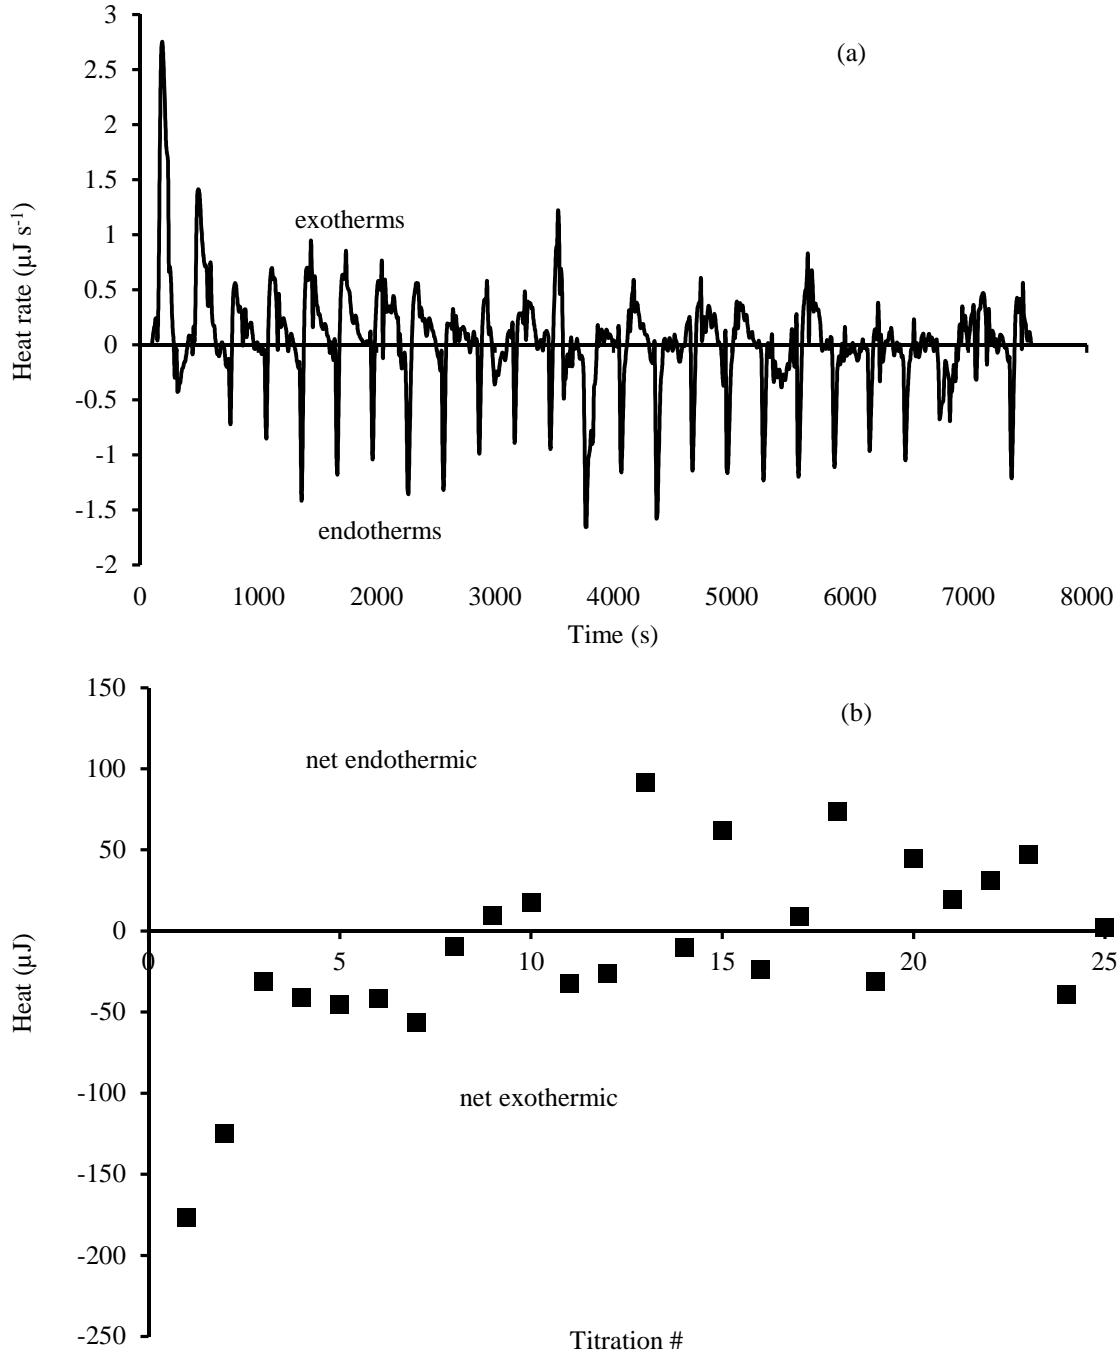 3
(a)
2.5
2
1.5
1
exotherms
0.5
0
-0.5
-1
-1.5
endotherms
-2
Heat rate (µJ s-1)
0 1000 2000 3000 4000 5000 6000 7000 8000
Time (s)
150
(b)
net endothermic
100
50
0
0 5 10 15 20 25
Heat (µJ)
-50
-100
net exothermic
-150
-200
-250
Titration #